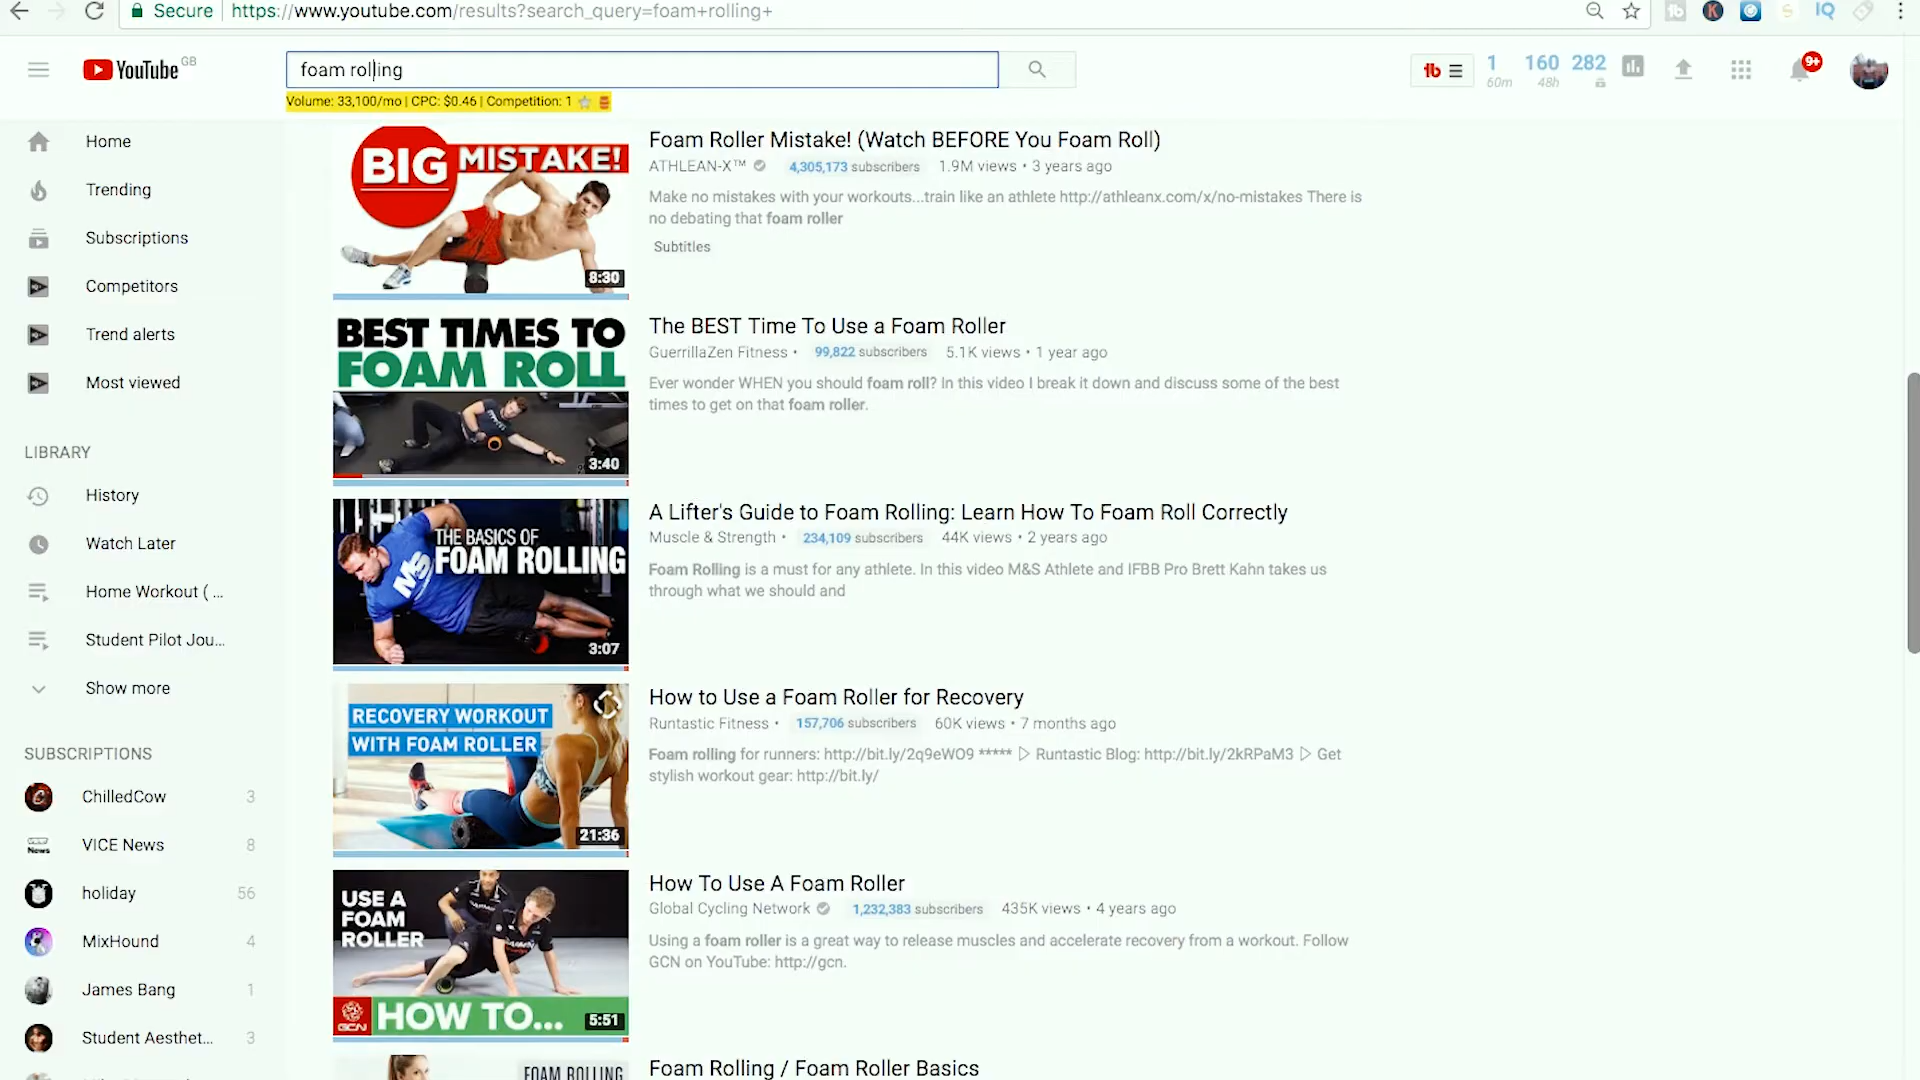 Secure https://www.youtube.com/results?search_query=foam+rolling+
YouTube GB
foam rolling
Volume: 33,100/mo | CPC: $0.46 | Competition: 1
tb 1 60m 160 48h 282 IQ 9+
Home
Trending
Subscriptions
Competitors
Trend alerts
Most viewed
LIBRARY
History
Watch Later
Home Workout ( ...
Student Pilot Jou...
Show more
SUBSCRIPTIONS
ChilledCow 3
VICE News 8
holiday 56
MixHound 4
James Bang 1
Student Aesthet... 3
BIG MISTAKE!
8:30
Foam Roller Mistake! (Watch BEFORE You Foam Roll)
ATHLEAN-X™ 4,305,173 subscribers 1.9M views • 3 years ago
Make no mistakes with your workouts...train like an athlete http://athleanx.com/x/no-mistakes There is
no debating that foam roller
Subtitles
BEST TIMES TO
FOAM ROLL
3:40
The BEST Time To Use a Foam Roller
GuerrillaZen Fitness • 99,822 subscribers 5.1K views • 1 year ago
Ever wonder WHEN you should foam roll? In this video I break it down and discuss some of the best
times to get on that foam roller.
THE BASICS OF
FOAM ROLLING
MS
3:07
A Lifter's Guide to Foam Rolling: Learn How To Foam Roll Correctly
Muscle & Strength • 234,109 subscribers 44K views • 2 years ago
Foam Rolling is a must for any athlete. In this video M&S Athlete and IFBB Pro Brett Kahn takes us
through what we should and
RECOVERY WORKOUT
WITH FOAM ROLLER
21:36
How to Use a Foam Roller for Recovery
Runtastic Fitness • 157,706 subscribers 60K views • 7 months ago
Foam rolling for runners: http://bit.ly/2q9eWO9 ***** ▷ Runtastic Blog: http://bit.ly/2kRPaM3 ▷ Get
stylish workout gear: http://bit.ly/
USE A
FOAM
ROLLER
GCN HOW TO...
5:51
How To Use A Foam Roller
Global Cycling Network 1,232,383 subscribers 435K views • 4 years ago
Using a foam roller is a great way to release muscles and accelerate recovery from a workout. Follow
GCN on YouTube: http://gcn.
FOAM ROLLING
Foam Rolling / Foam Roller Basics